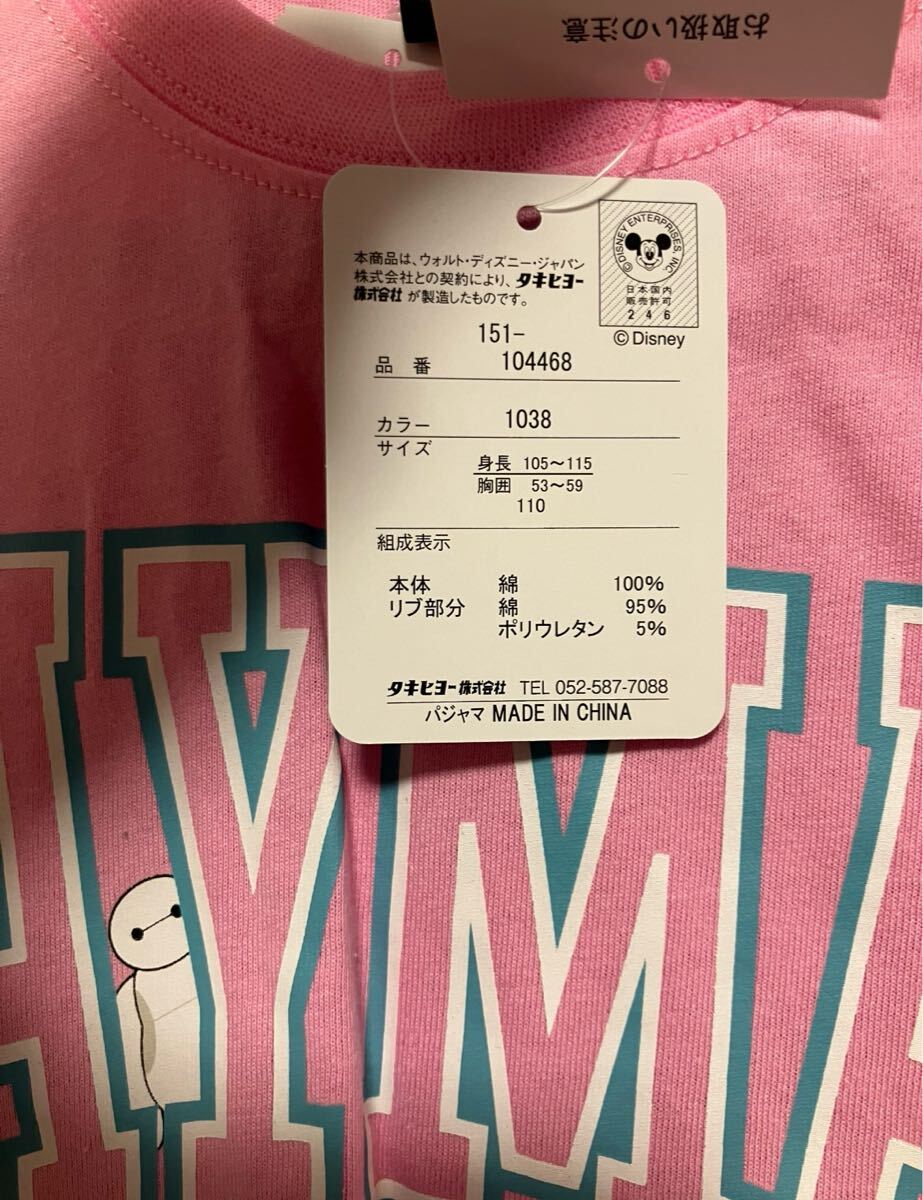 お取扱いの注意
本商品は、ウォルト・ディズニー・ジャパン
株式会社との契約により、タキヒヨー
株式会社が製造したものです。
©DISNEY ENTERPRISES, INC.
日本国内
販売許可
246
©Disney
151-
品 番 104468
カラー 1038
サイズ
身長 105～115
胸囲 53～59
110
組成表示
本体 綿 100%
リブ部分 綿 95%
ポリウレタン 5%
タキヒヨー株式会社 TEL 052-587-7088
パジャマ MADE IN CHINA
AYMA